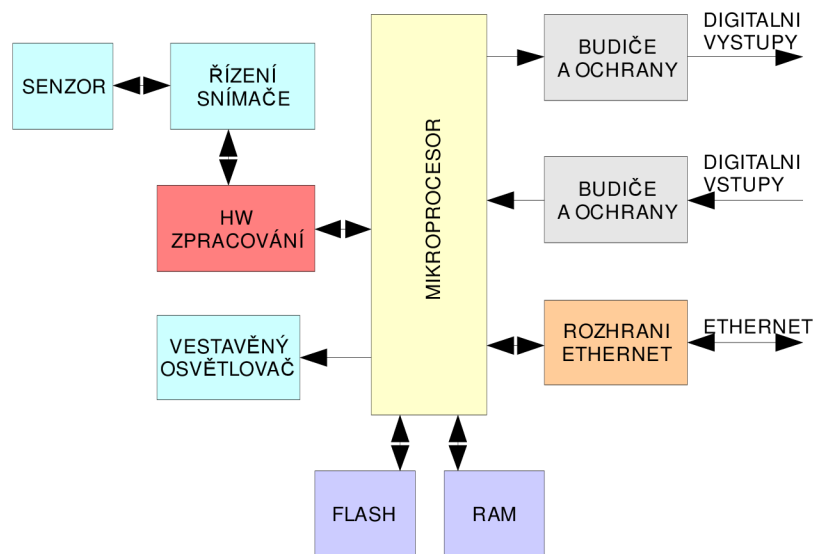 SENZOR
ŘÍZENÍ
SNÍMAČE
HW
ZPRACOVÁNÍ
VESTAVĚNÝ
OSVĚTLOVAČ
MIKROPROCESOR
BUDIČE
A OCHRANY
DIGITALNI
VYSTUPY
BUDIČE
A OCHRANY
DIGITALNI
VSTUPY
ROZHRANI
ETHERNET
ETHERNET
FLASH
RAM